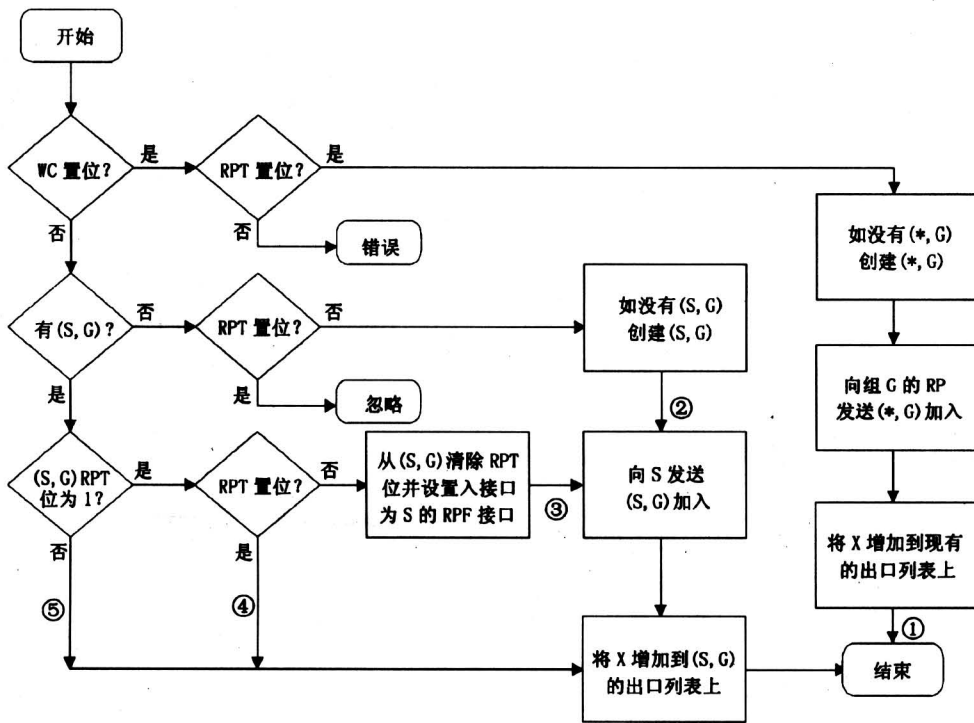 开始
WC 置位?
是
RPT 置位?
是
否
否
错误
如没有(*,G)
创建(*,G)
有(S,G)?
否
RPT 置位?
否
如没有(S,G)
创建(S,G)
是
是
忽略
②
向组 G 的 RP
发送(*,G)加入
(S,G)RPT
位为 1?
是
RPT 置位?
否
从(S,G)清除 RPT
位并设置入接口
为 S 的 RPF 接口
③
向 S 发送
(S,G)加入
将 X 增加到现有
的出口列表上
否
是
⑤
④
①
将 X 增加到(S,G)
的出口列表上
结束